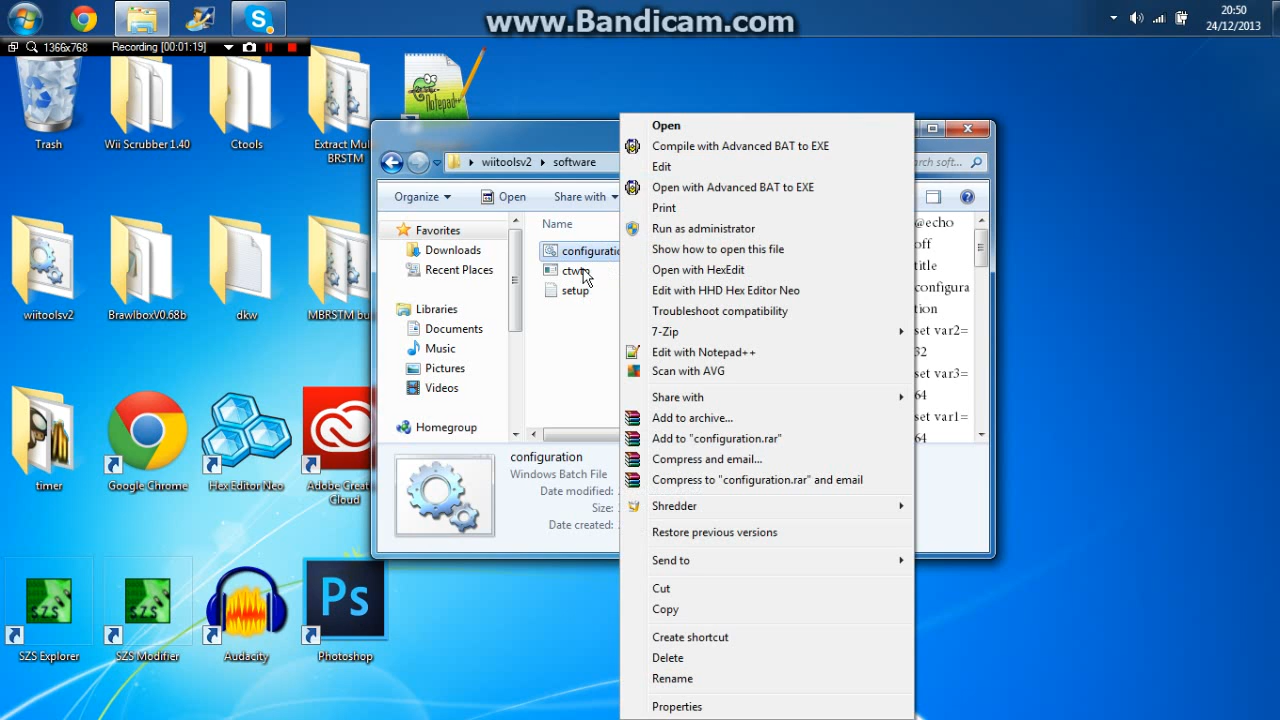 www.Bandicam.com
20:50
24/12/2013
1366x768
Recording [00:01:19]
Trash
Wii Scrubber 1.40
Ctools
Extract Mul
BRSTM
Notepad++
wiitoolsv2
BrawlboxV0.68b
dkw
MBRSTM bu
timer
Google Chrome
Hex Editor Neo
Adobe Creat
Cloud
SZS
SZS Explorer
SZS
SZS Modifier
Audacity
Ps
Photoshop
wiitoolsv2
software
arch soft...
Organize
Open
Share with
Favorites
Downloads
Recent Places
Libraries
Documents
Music
Pictures
Videos
Homegroup
Name
configuratio
setup
@echo
off
title
configura
tion
set var2=
32
set var3=
64
set var1=
64
configuration
Windows Batch File
Date modified:
Size:
Date created:
Open
Compile with Advanced BAT to EXE
Edit
Open with Advanced BAT to EXE
Print
Run as administrator
Show how to open this file
Open with HexEdit
Edit with HHD Hex Editor Neo
Troubleshoot compatibility
7-Zip
Edit with Notepad++
Scan with AVG
Share with
Add to archive...
Add to "configuration.rar"
Compress and email...
Compress to "configuration.rar" and email
Shredder
Restore previous versions
Send to
Cut
Copy
Create shortcut
Delete
Rename
Properties